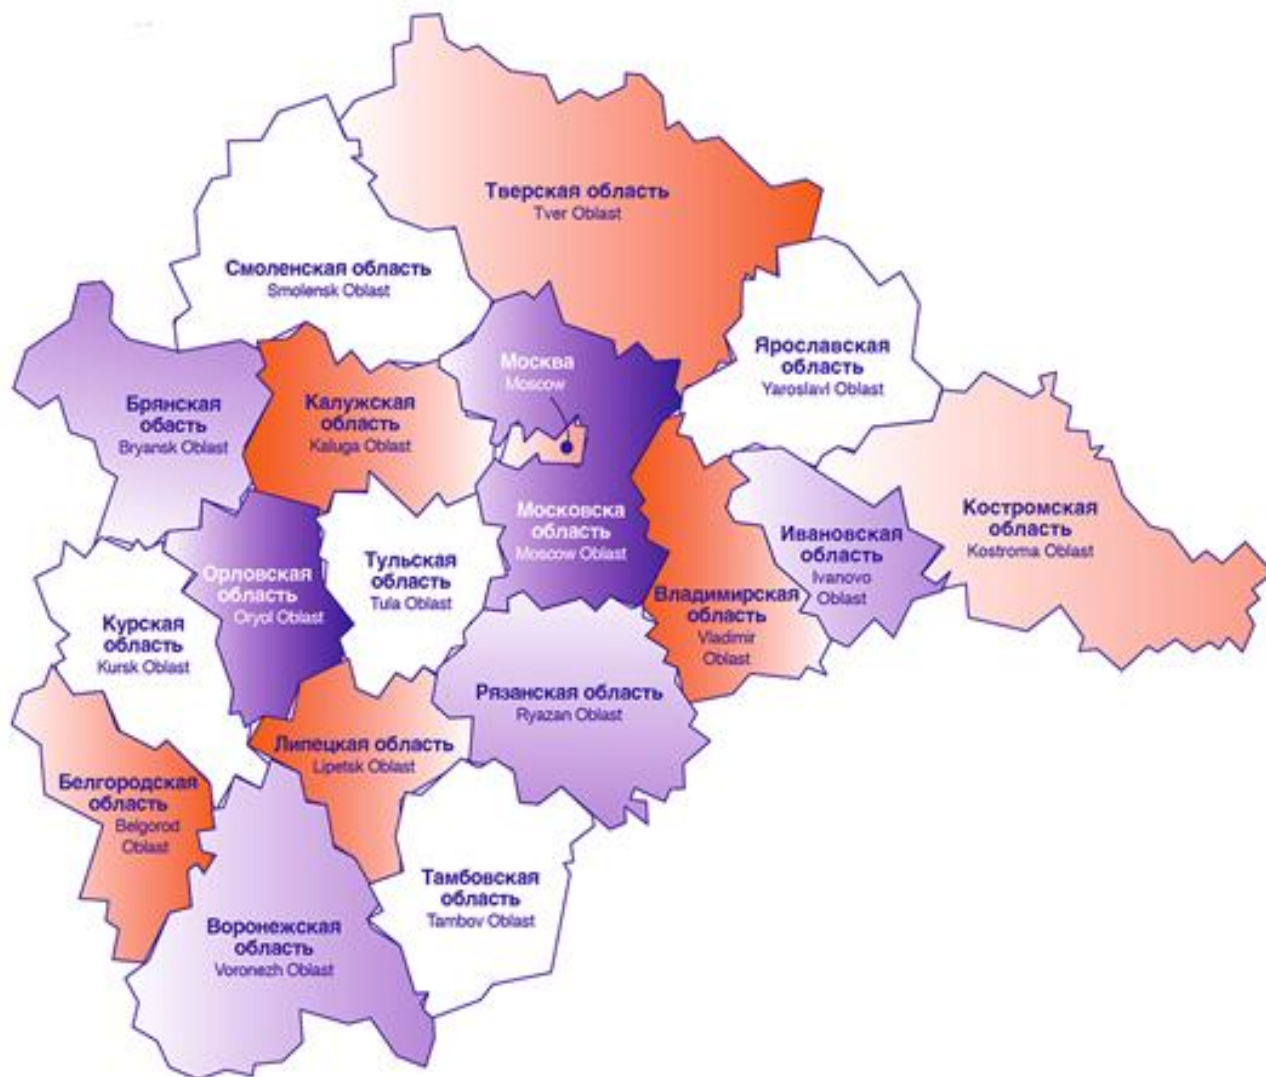 Тверская область
Tver Oblast
Смоленская область
Smolensk Oblast
Ярославская
область
Yaroslavl Oblast
Москва
Moscow
Брянская
обасть
Bryansk Oblast
Калужская
область
Kaluga Oblast
Московска
область
Moscow Oblast
Костромская
область
Kostroma Oblast
Ивановская
область
Ivanovo
Oblast
Тульская
область
Tula Oblast
Орловская
область
Oryol Oblast
Владимирская
область
Vladimir
Oblast
Курская
область
Kursk Oblast
Рязанская область
Ryazan Oblast
Липецкая область
Lipetsk Oblast
Белгородская
область
Belgorod
Oblast
Тамбовская
область
Tambov Oblast
Воронежская
область
Voronezh Oblast